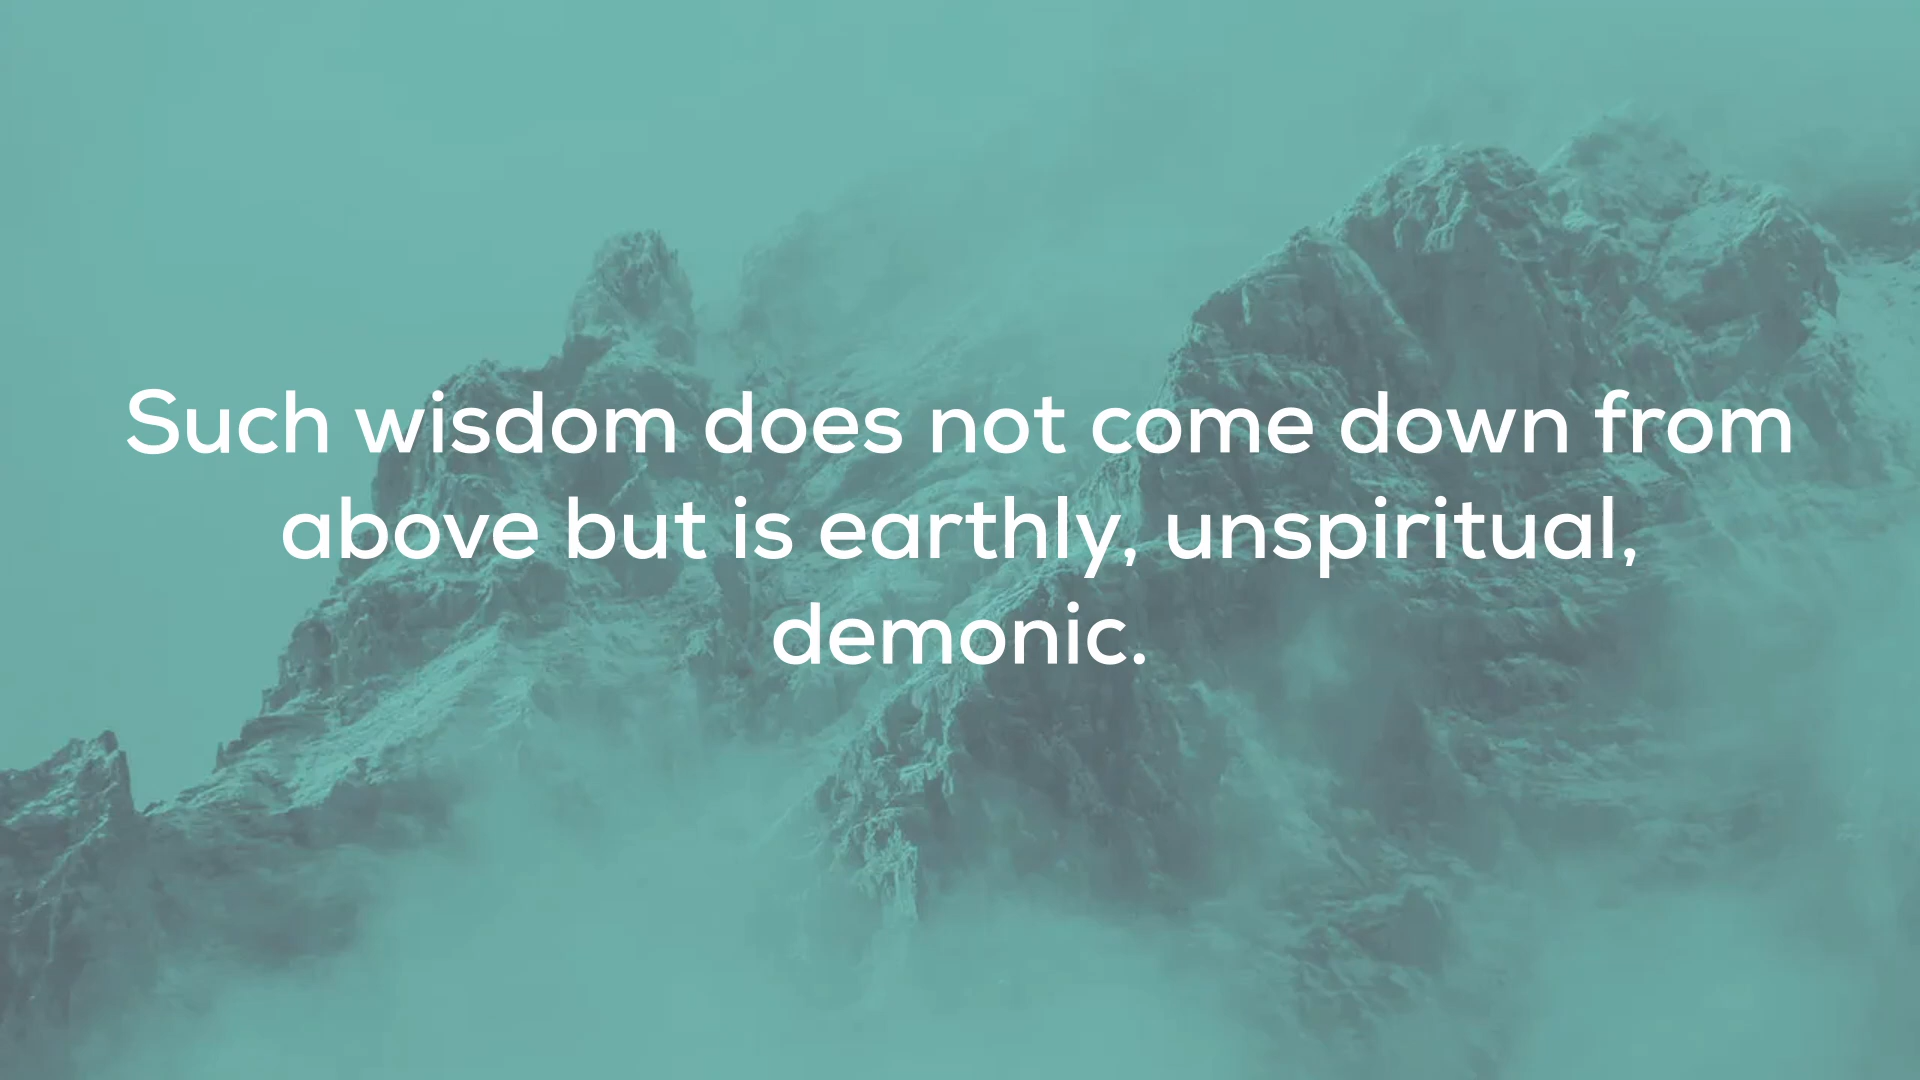 Such wisdom does not come down from
above but is earthly, unspiritual,
demonic.